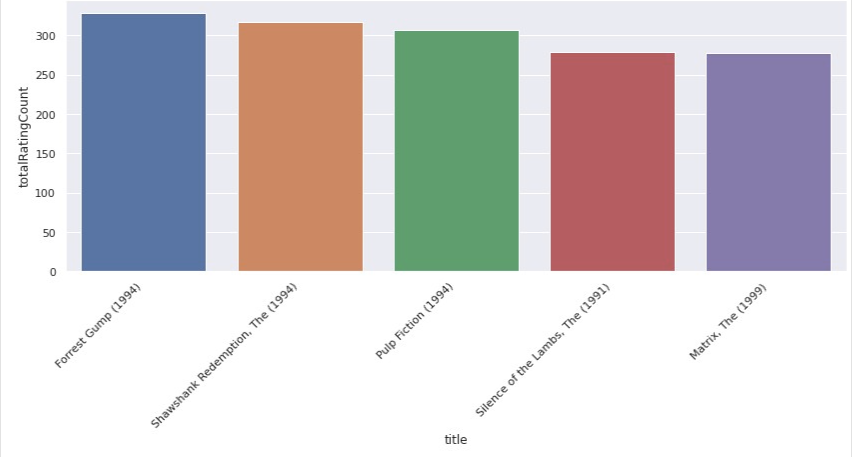 300
250
200
150
100
50
0
totalRatingCount
Forrest Gump (1994)
Shawshank Redemption, The (1994)
Pulp Fiction (1994)
Silence of the Lambs, The (1991)
Matrix, The (1999)
title